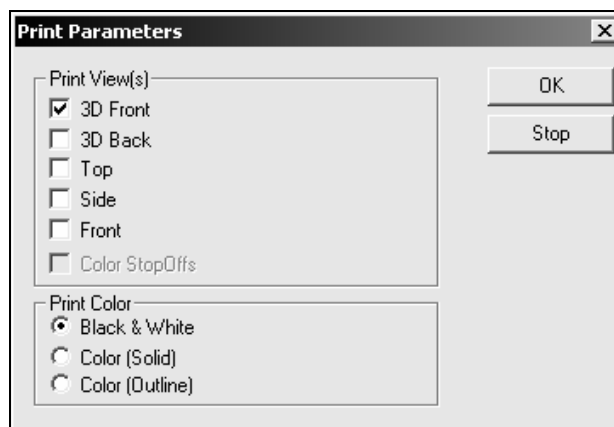 Print Parameters
Print View(s)
3D Front
3D Back
Top
Side
Front
Color StopOffs
Print Color
Black & White
Color (Solid)
Color (Outline)
OK
Stop